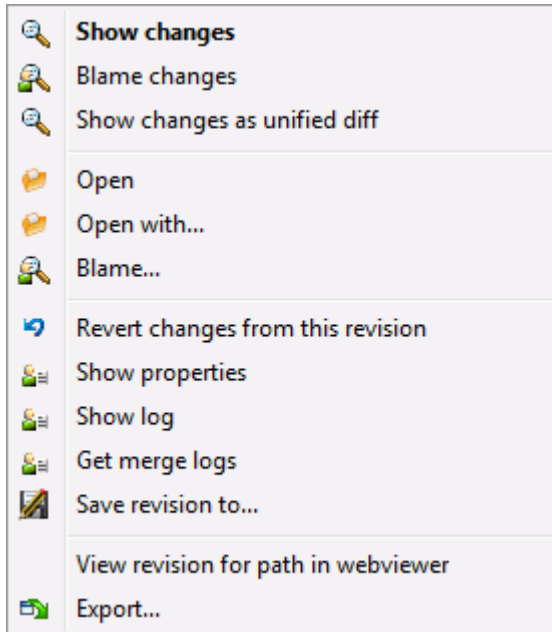 Show changes
Blame changes
Show changes as unified diff
Open
Open with...
Blame...
Revert changes from this revision
Show properties
Show log
Get merge logs
Save revision to...
View revision for path in webviewer
Export...